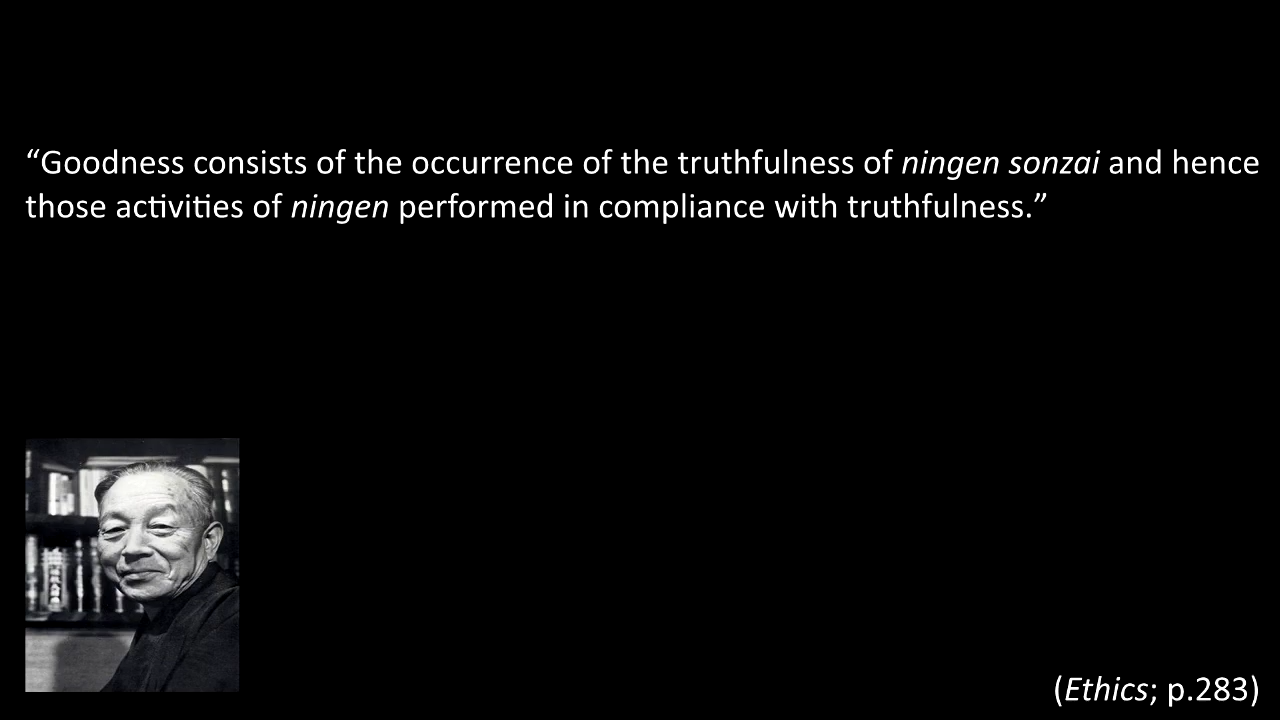 “Goodness consists of the occurrence of the truthfulness of ningen sonzai and hence
those activities of ningen performed in compliance with truthfulness.”
(Ethics; p.283)